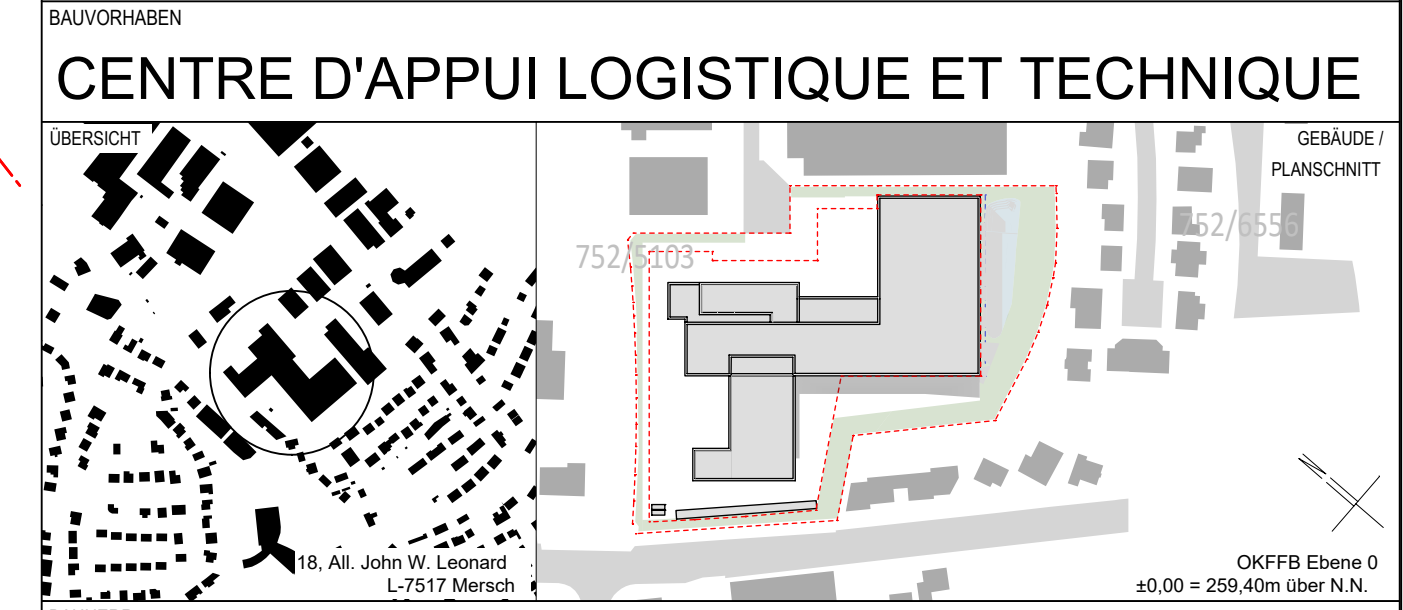 BAUVORHABEN
CENTRE D'APPUI LOGISTIQUE ET TECHNIQUE
ÜBERSICHT
GEBÄUDE /
PLANSCHNITT
752/5103
752/6556
18, All. John W. Leonard
L-7517 Mersch
OKFFB Ebene 0
±0,00 = 259,40m über N.N.